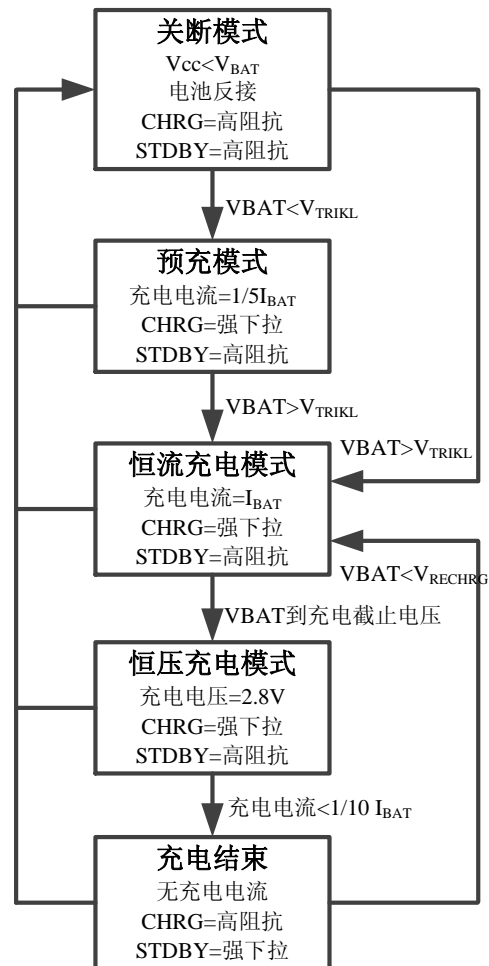 关断模式
Vcc<VBAT
电池反接
CHRG=高阻抗
STDBY=高阻抗
VBAT<VTRIKL
预充模式
充电电流=1/5IBAT
CHRG=强下拉
STDBY=高阻抗
VBAT>VTRIKL
VBAT>VTRIKL
恒流充电模式
充电电流=IBAT
CHRG=强下拉
STDBY=高阻抗
VBAT<VRECHRG
VBAT到充电截止电压
恒压充电模式
充电电压=2.8V
CHRG=强下拉
STDBY=高阻抗
充电电流<1/10 IBAT
充电结束
无充电电流
CHRG=高阻抗
STDBY=强下拉